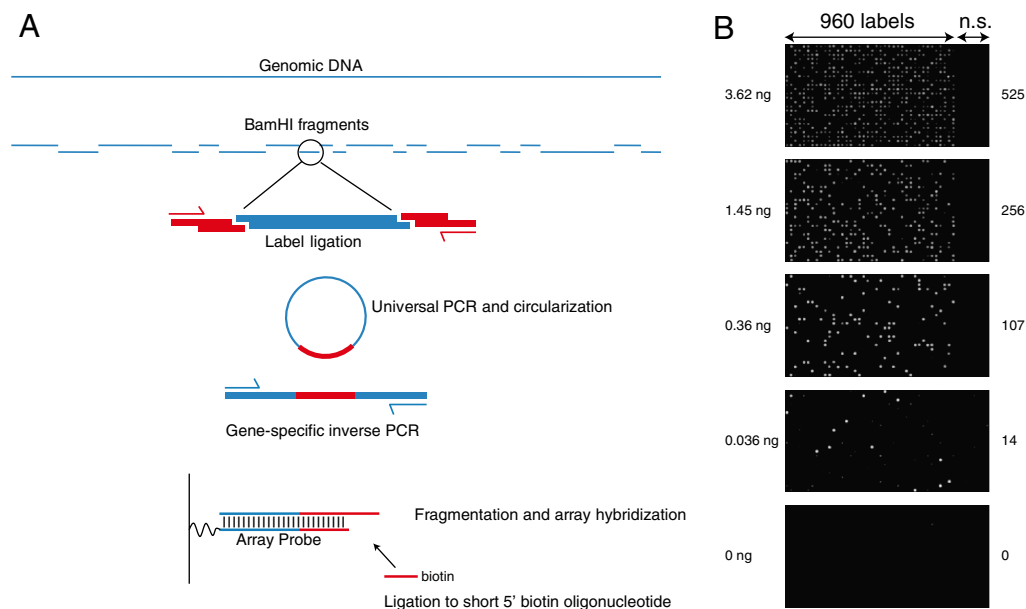 A
Genomic DNA
BamHI fragments
Label ligation
Universal PCR and circularization
Gene-specific inverse PCR
Fragmentation and array hybridization
Array Probe
biotin
Ligation to short 5' biotin oligonucleotide
B
960 labels n.s.
3.62 ng 525
1.45 ng 256
0.36 ng 107
0.036 ng 14
0 ng 0